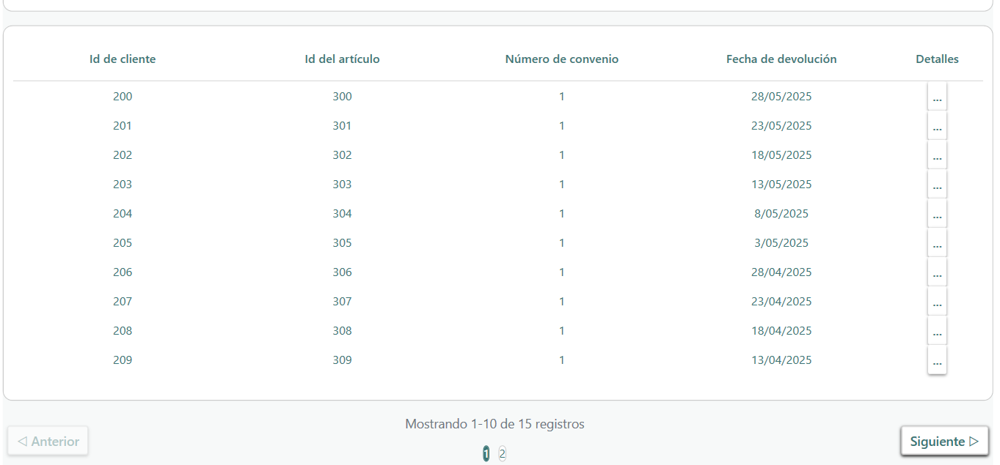 Id de cliente Id del artículo Número de convenio Fecha de devolución Detalles
200 300 1 28/05/2025 ...
201 301 1 23/05/2025 ...
202 302 1 18/05/2025 ...
203 303 1 13/05/2025 ...
204 304 1 8/05/2025 ...
205 305 1 3/05/2025 ...
206 306 1 28/04/2025 ...
207 307 1 23/04/2025 ...
208 308 1 18/04/2025 ...
209 309 1 13/04/2025 ...
Mostrando 1-10 de 15 registros
◁ Anterior Siguiente ▷
1 2